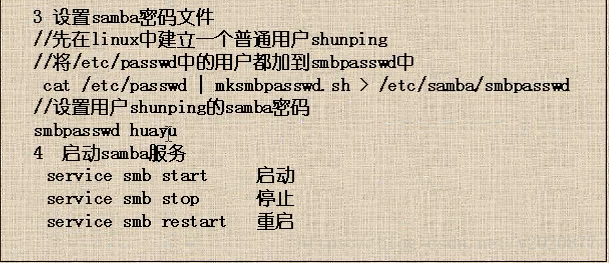 3 设置samba密码文件
//先在linux中建立一个普通用户shunping
//将/etc/passwd中的用户都加到smbpasswd中
cat /etc/passwd | mksmbpasswd.sh > /etc/samba/smbpasswd
//设置用户shunping的samba密码
smbpasswd huayu
4 启动samba服务
service smb start 启动
service smb stop 停止
service smb restart 重启